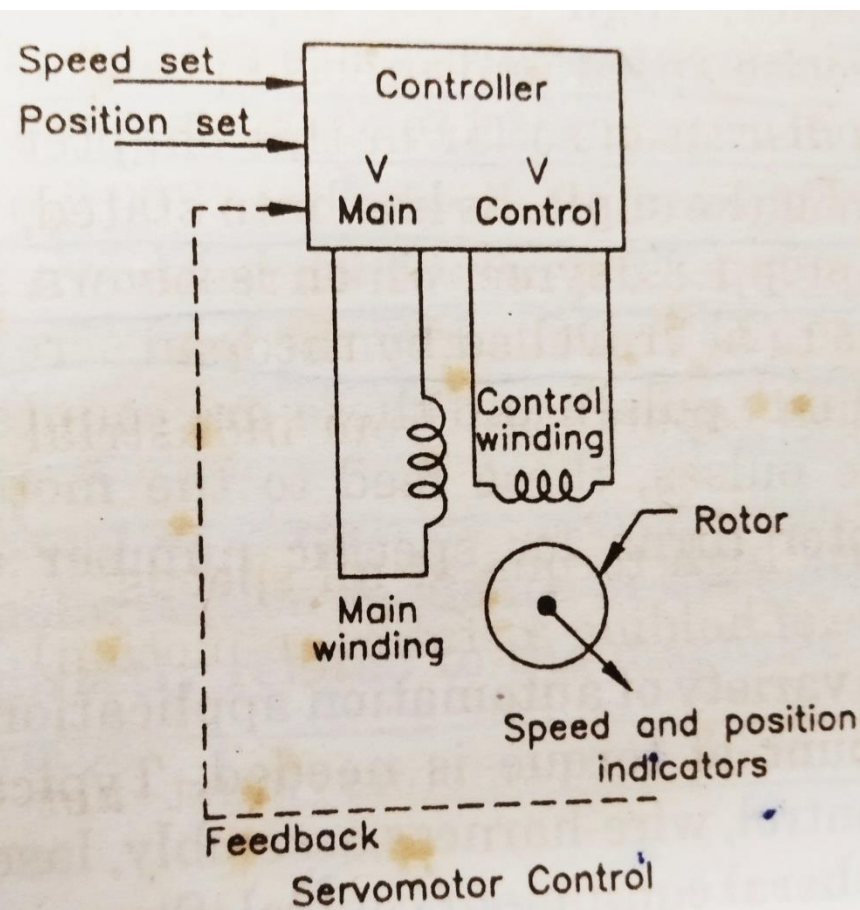 Speed set
Controller
Position set
V V
Main Control
Control
winding
Rotor
Main
winding
Speed and position
indicators
Feedback
Servomotor Control